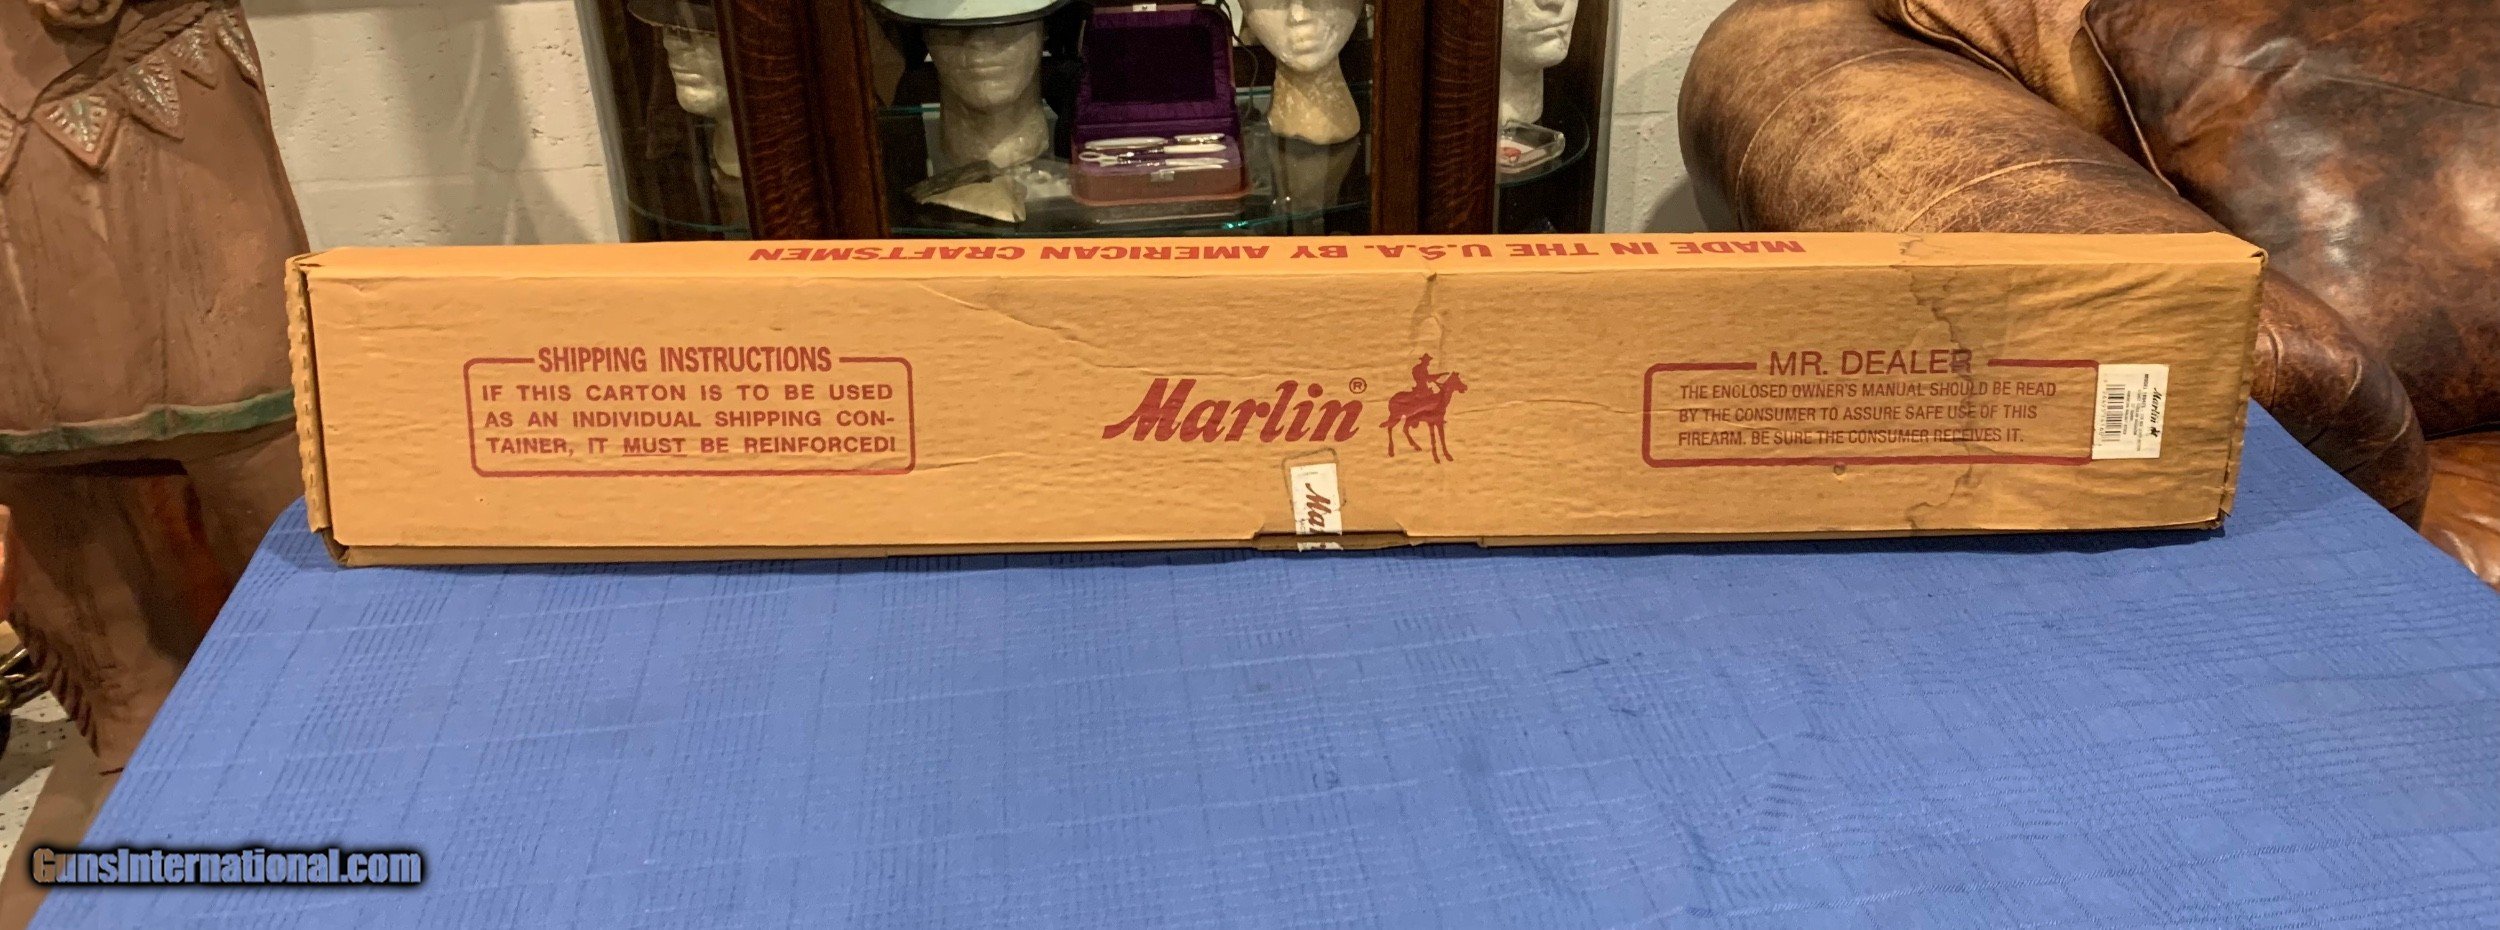 MADE IN THE U.S.A. BY AMERICAN CRAFTSMEN
SHIPPING INSTRUCTIONS
IF THIS CARTON IS TO BE USED
AS AN INDIVIDUAL SHIPPING CON-
TAINER, IT MUST BE REINFORCED!
Marlin®
MR. DEALER
THE ENCLOSED OWNER'S MANUAL SHOULD BE READ
BY THE CONSUMER TO ASSURE SAFE USE OF THIS
FIREARM. BE SURE THE CONSUMER RECEIVES IT.
Marlin
GunsInternational.com